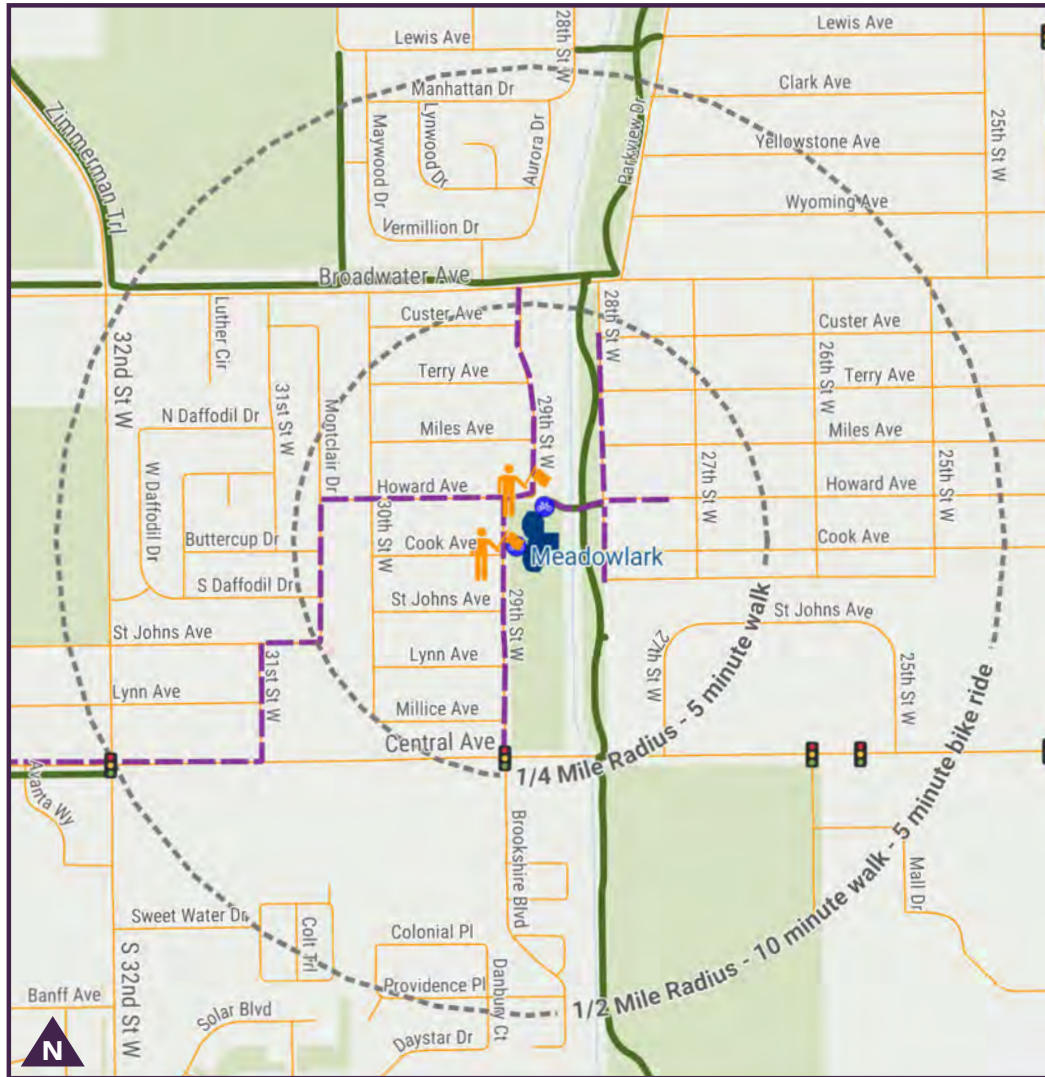 Lewis Ave
28th St W
Lewis Ave
Manhattan Dr
Clark Ave
Zimmerman Trl
Maywood Dr
Lynwood Dr
Aurora Dr
Parkview Dr
Yellowstone Ave
25th St W
Wyoming Ave
Vermillion Dr
Broadwater Ave
Luther Cir
Custer Ave
28th St W
Custer Ave
32nd St W
Terry Ave
26th St W
Terry Ave
N Daffodil Dr
31st St W
Montclair Dr
Miles Ave
29th St W
Miles Ave
W Daffodil Dr
Howard Ave
27th St W
25th St W
Howard Ave
Buttercup Dr
30th St W
Cook Ave
Meadowlark
Cook Ave
S Daffodil Dr
St Johns Ave
29th St W
St Johns Ave
St Johns Ave
31st St W
Lynn Ave
27th St W
25th St W
Lynn Ave
Millice Ave
Central Ave
1/4 Mile Radius - 5 minute walk
Avanta Wy
Brookshire Blvd
1/2 Mile Radius - 10 minute walk - 5 minute bike ride
Mall Dr
Sweet Water Dr
Colt Trl
Colonial Pl
S 32nd St W
Banff Ave
Solar Blvd
Providence Pl
Danbury Ct
Daystar Dr
N